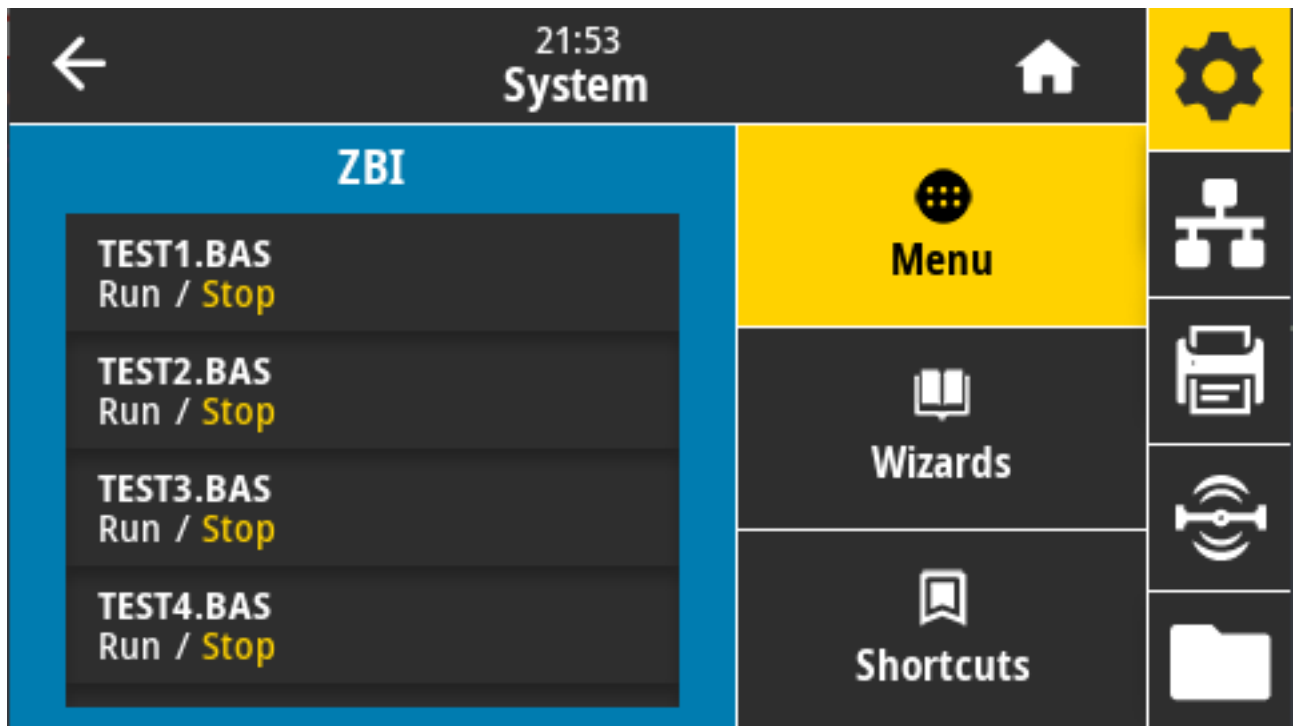 21:53
System
ZBI
TEST1.BAS
Run / Stop
TEST2.BAS
Run / Stop
TEST3.BAS
Run / Stop
TEST4.BAS
Run / Stop
Menu
Wizards
Shortcuts